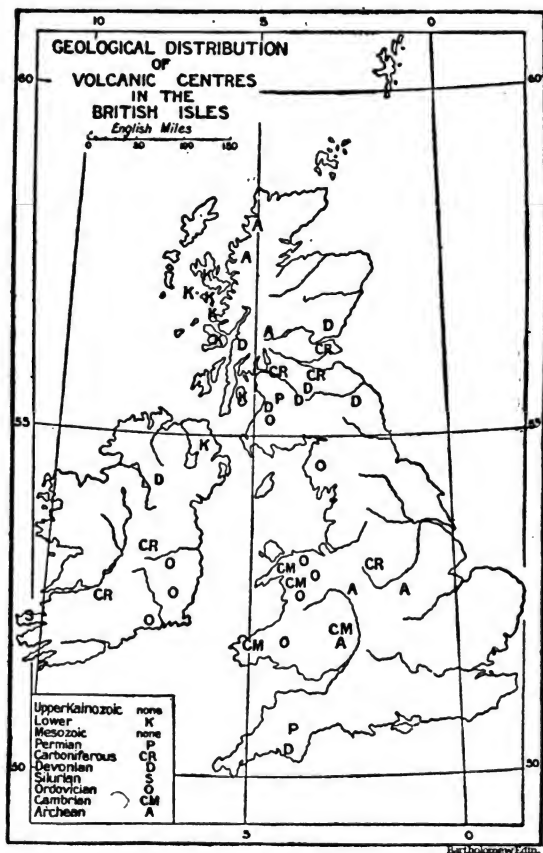 10
5
0
GEOLOGICAL DISTRIBUTION
OF
VOLCANIC CENTRES
IN THE
BRITISH ISLES
English Miles
0 50 100 150
60
60
A
A
K
K
K
K
K
D
A
D
CR
CR
CR
D
K
D
P
D
D
O
55
55
K
O
D
CR
O
CM
O
CR
CM
O
O
A
A
CR
O
O
CM
O
CM
A
P
D
50
50
Upper Kainozoic none
Lower K
Mesozoic none
Permian P
Carboniferous CR
Devonian D
Silurian S
Ordovician O
Cambrian CM
Archean A
5
0
Bartholomew, Edin.